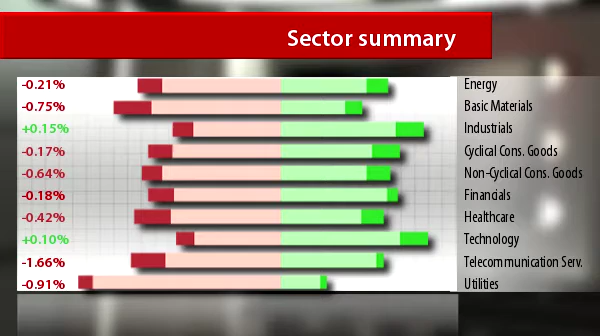 Sector summary
-0.21% Energy
-0.75% Basic Materials
+0.15% Industrials
-0.17% Cyclical Cons. Goods
-0.64% Non-Cyclical Cons. Goods
-0.18% Financials
-0.42% Healthcare
+0.10% Technology
-1.66% Telecommunication Serv.
-0.91% Utilities